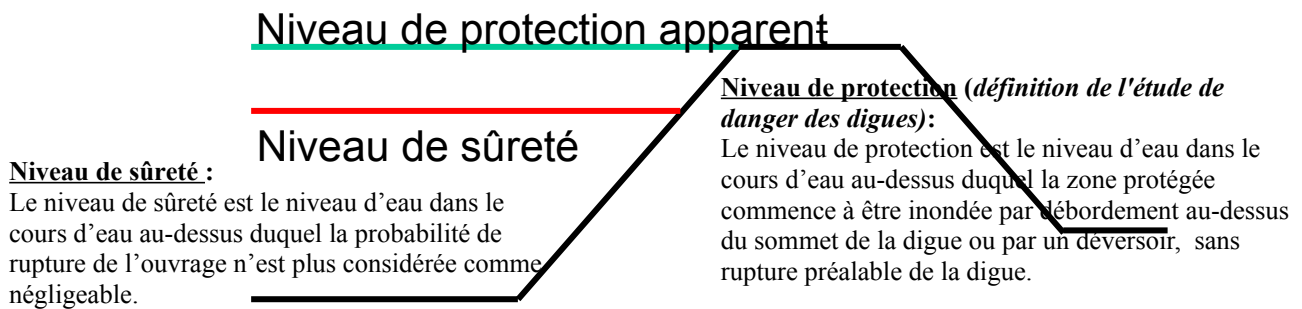 Niveau de protection apparent
Niveau de sûreté
Niveau de sûreté :
Le niveau de sûreté est le niveau d’eau dans le
cours d’eau au-dessus duquel la probabilité de
rupture de l’ouvrage n’est plus considérée comme
négligeable.
Niveau de protection (définition de l'étude de
danger des digues):
Le niveau de protection est le niveau d’eau dans le
cours d’eau au-dessus duquel la zone protégée
commence à être inondée par débordement au-dessus
du sommet de la digue ou par un déversoir, sans
rupture préalable de la digue.